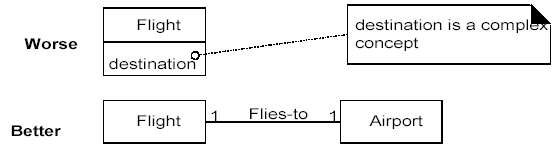 Flight
destination is a complex
concept
Worse
destination
Flight
1
Flies-to
1
Airport
Better